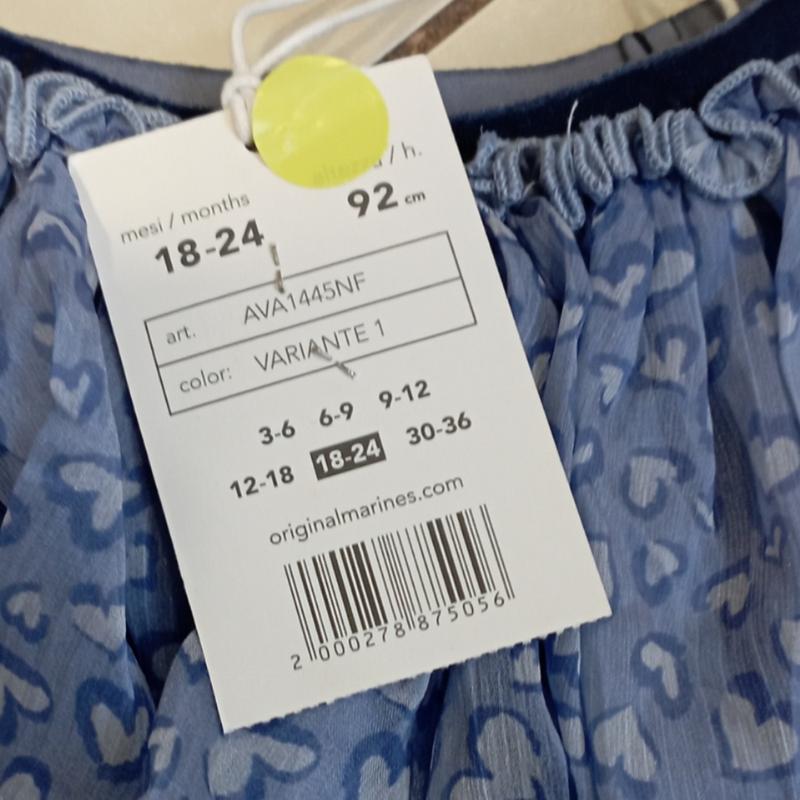 mesi / months
18-24
/ h.
92 cm
art. AVA1445NF
color: VARIANTE 1
3-6 6-9 9-12
12-18 18-24 30-36
originalmarines.com
2 000278 875056